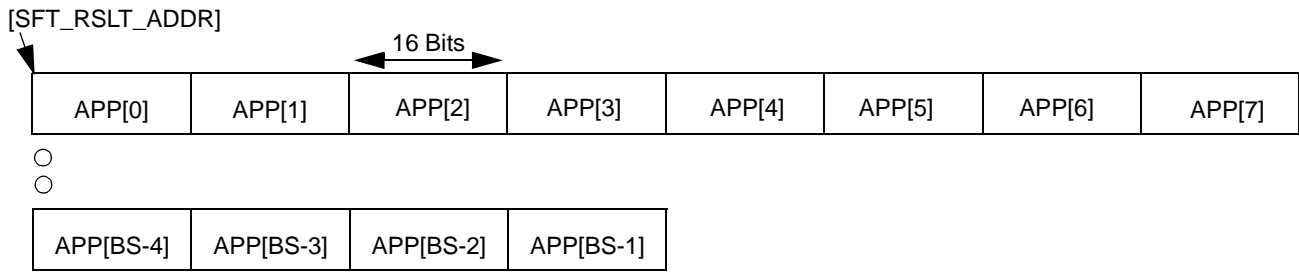 [SFT_RSLT_ADDR]
16 Bits
APP[0] APP[1] APP[2] APP[3] APP[4] APP[5] APP[6] APP[7]
APP[BS-4] APP[BS-3] APP[BS-2] APP[BS-1]